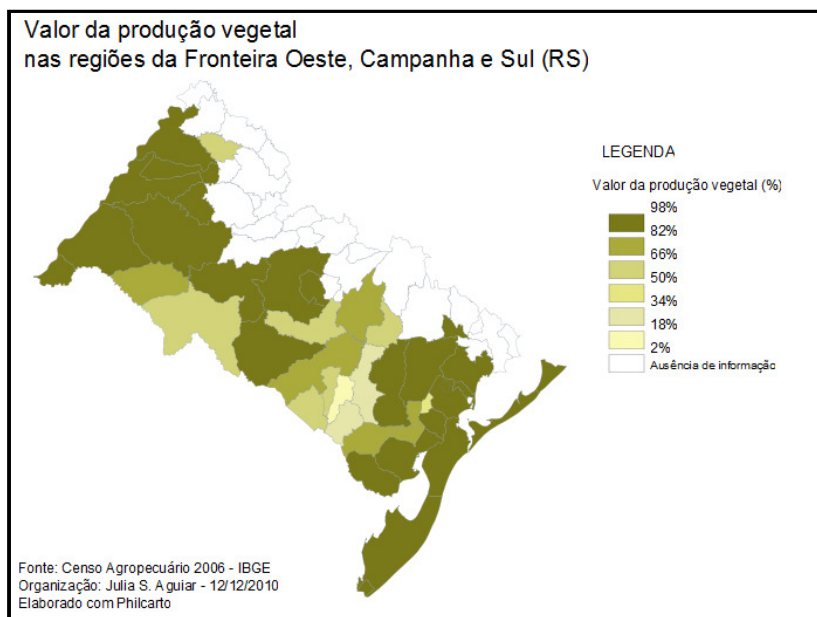 Valor da produção vegetal
nas regiões da Fronteira Oeste, Campanha e Sul (RS)
LEGENDA
Valor da produção vegetal (%)
98%
82%
66%
50%
34%
18%
2%
Ausência de informação
Fonte: Censo Agropecuário 2006 - IBGE
Organização: Julia S. Aguiar - 12/12/2010
Elaborado com Philcarto